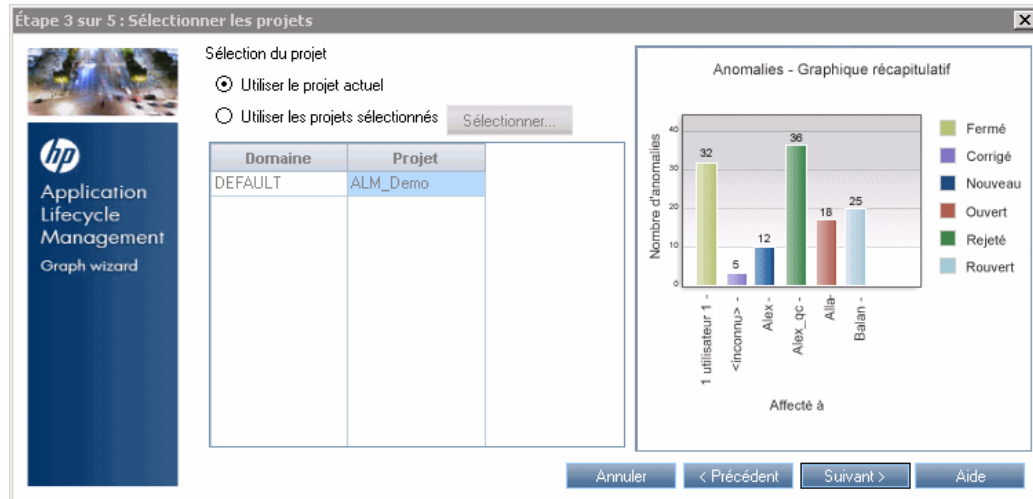 Étape 3 sur 5 : Sélectionner les projets
Sélection du projet
Utiliser le projet actuel
Utiliser les projets sélectionnés
Sélectionner...
Domaine Projet
DEFAULT ALM_Demo
hp
Application
Lifecycle
Management
Graph wizard
Anomalies - Graphique récapitulatif
Nombre d'anomalies
40
30
20
10
0
32
5
12
36
18
25
1 utilisateur 1 -
<inconnu> -
Alex -
Alex_qc -
Alla-
Balan -
Affecté à
Fermé
Corrigé
Nouveau
Ouvert
Rejeté
Rouvert
Annuler
< Précédent
Suivant >
Aide